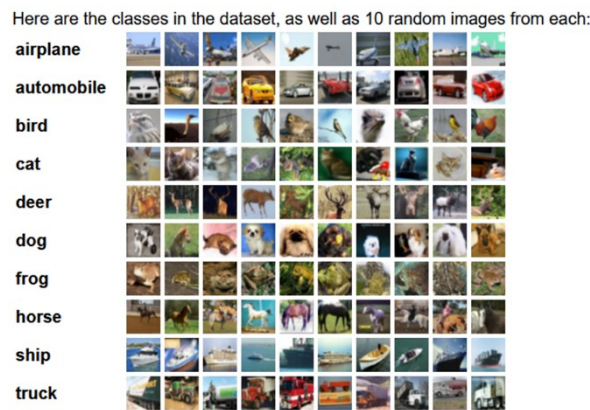 Here are the classes in the dataset, as well as 10 random images from each:
airplane
automobile
bird
cat
deer
dog
frog
horse
ship
truck